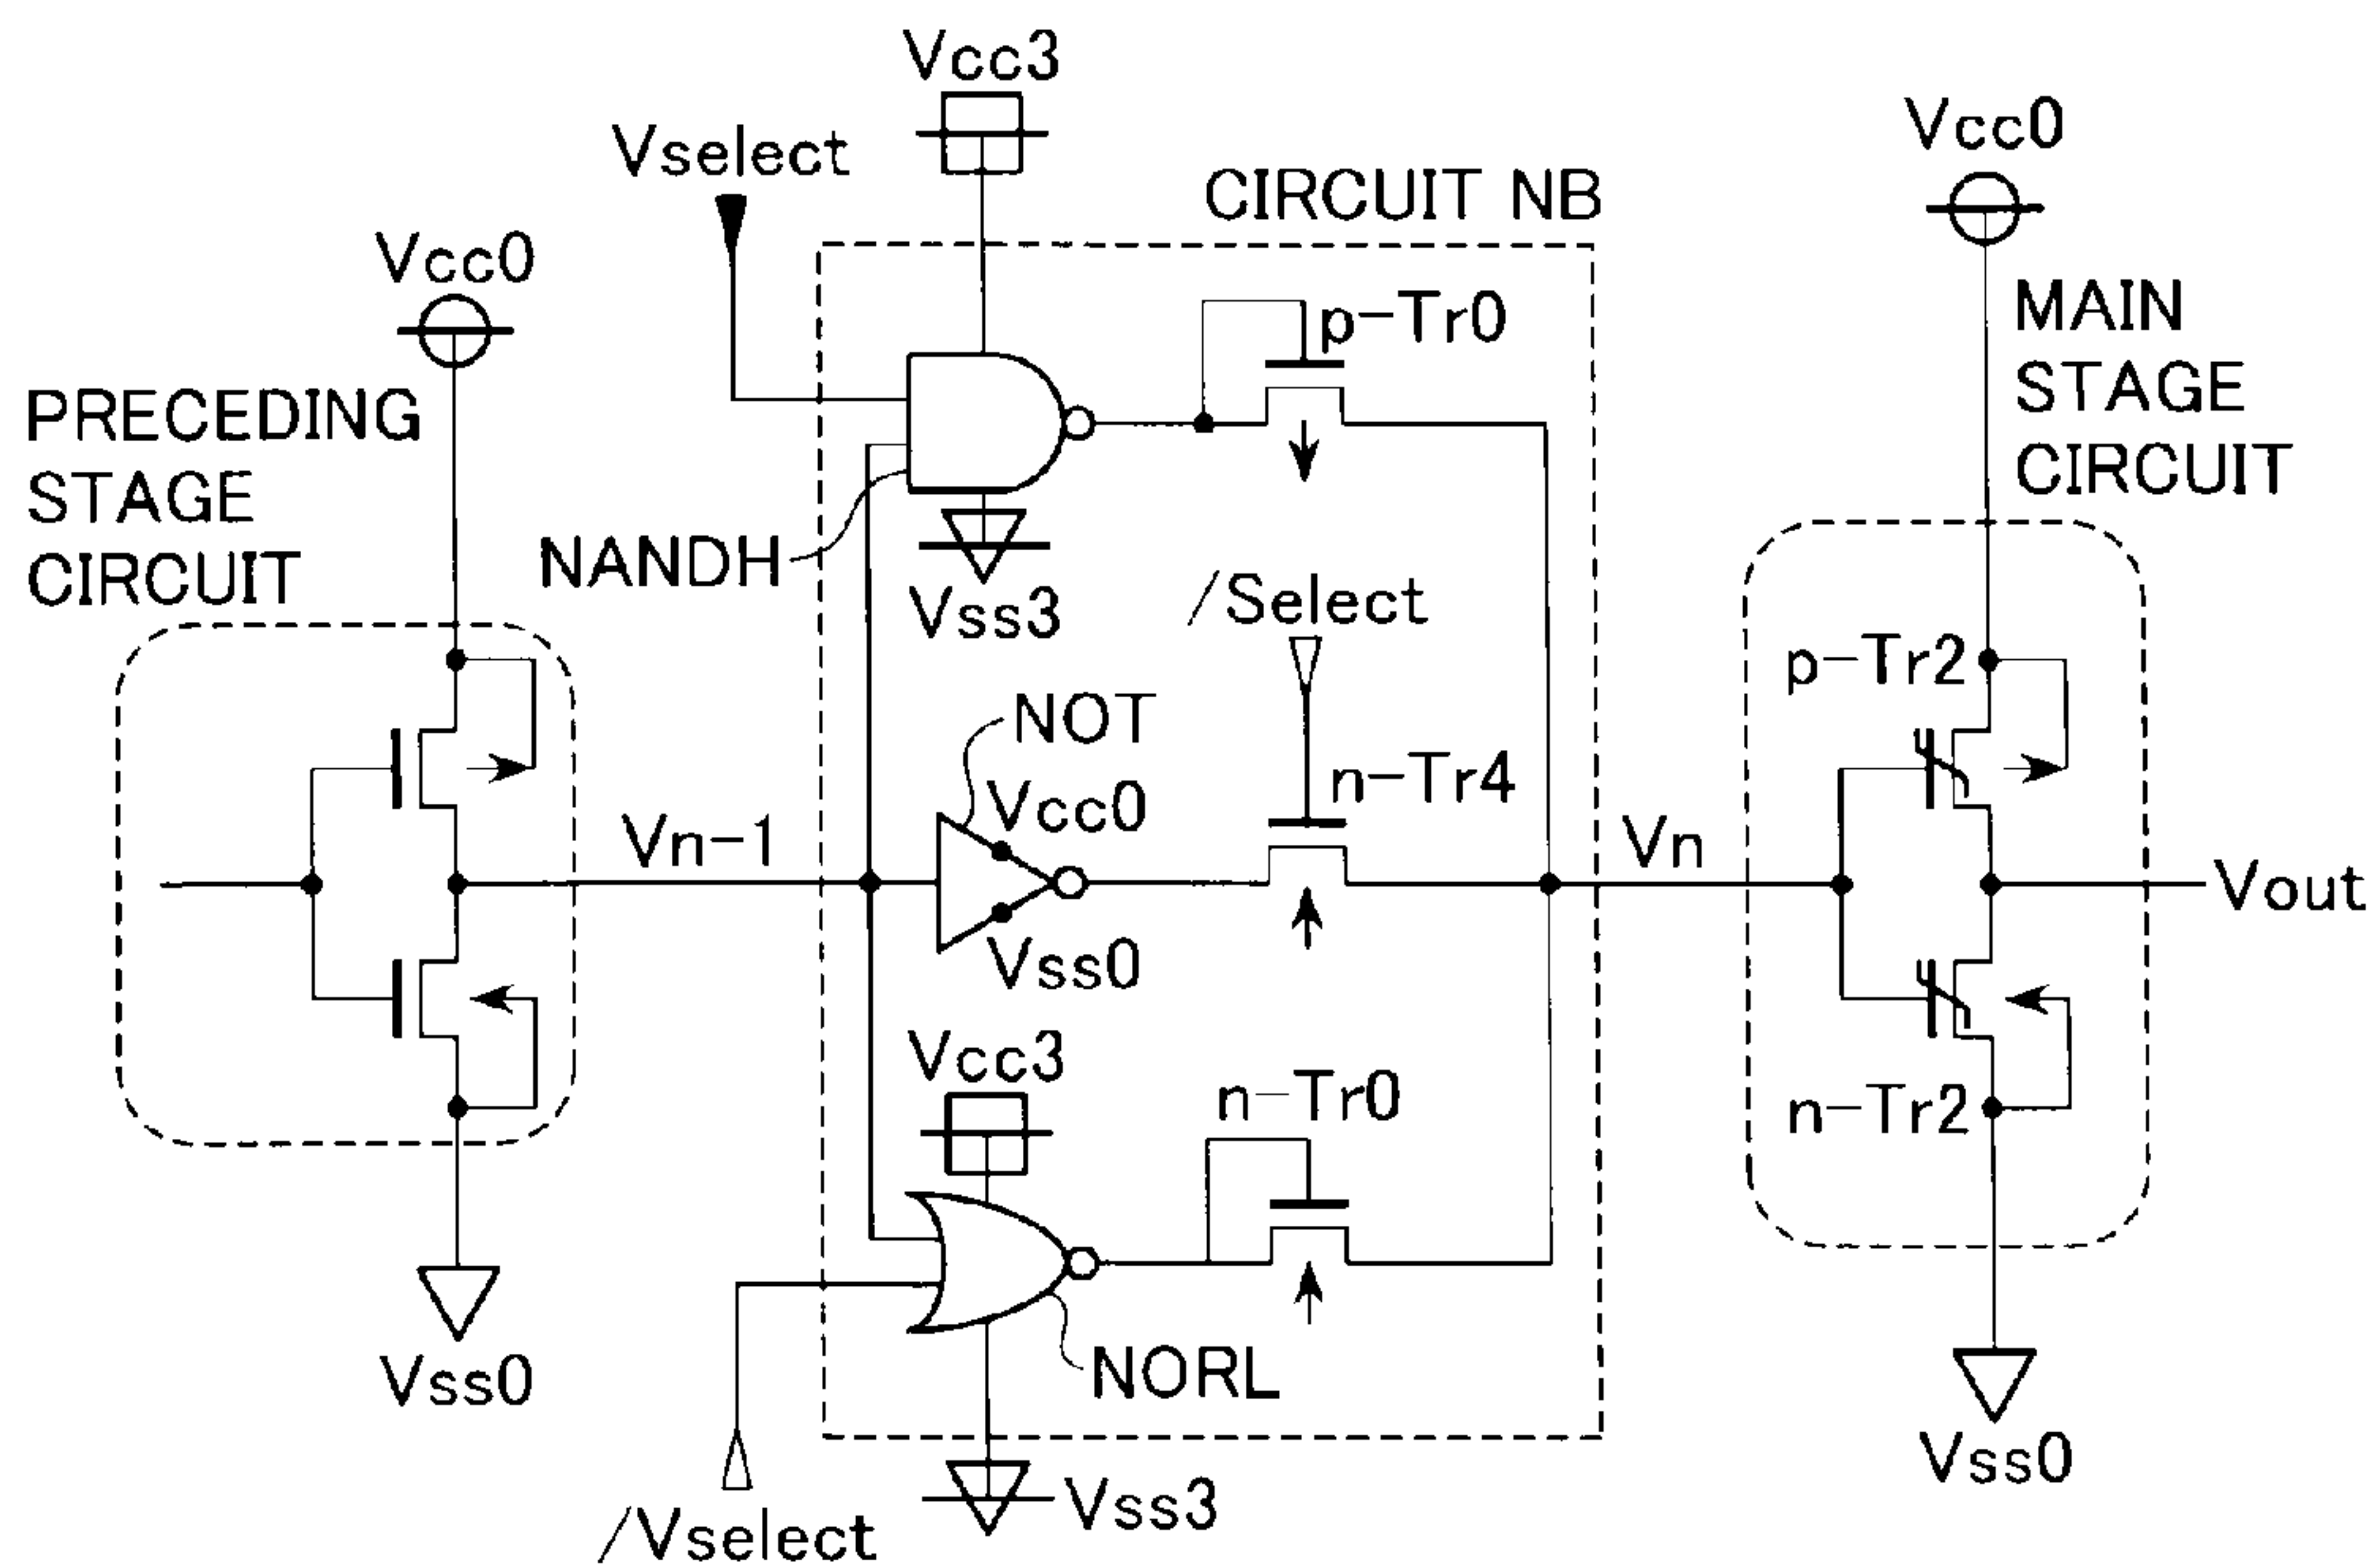 Vcc3
Vselect
Vcc0
CIRCUIT NB
Vcc0
p-Tr0
MAIN
STAGE
CIRCUIT
PRECEDING
STAGE
CIRCUIT
NANDH
Vss3
/Select
p-Tr2
NOT
Vcc0
n-Tr4
Vn-1
Vn
Vout
Vss0
Vcc3
n-Tr0
n-Tr2
Vss0
NORL
Vss0
Vss3
/Vselect